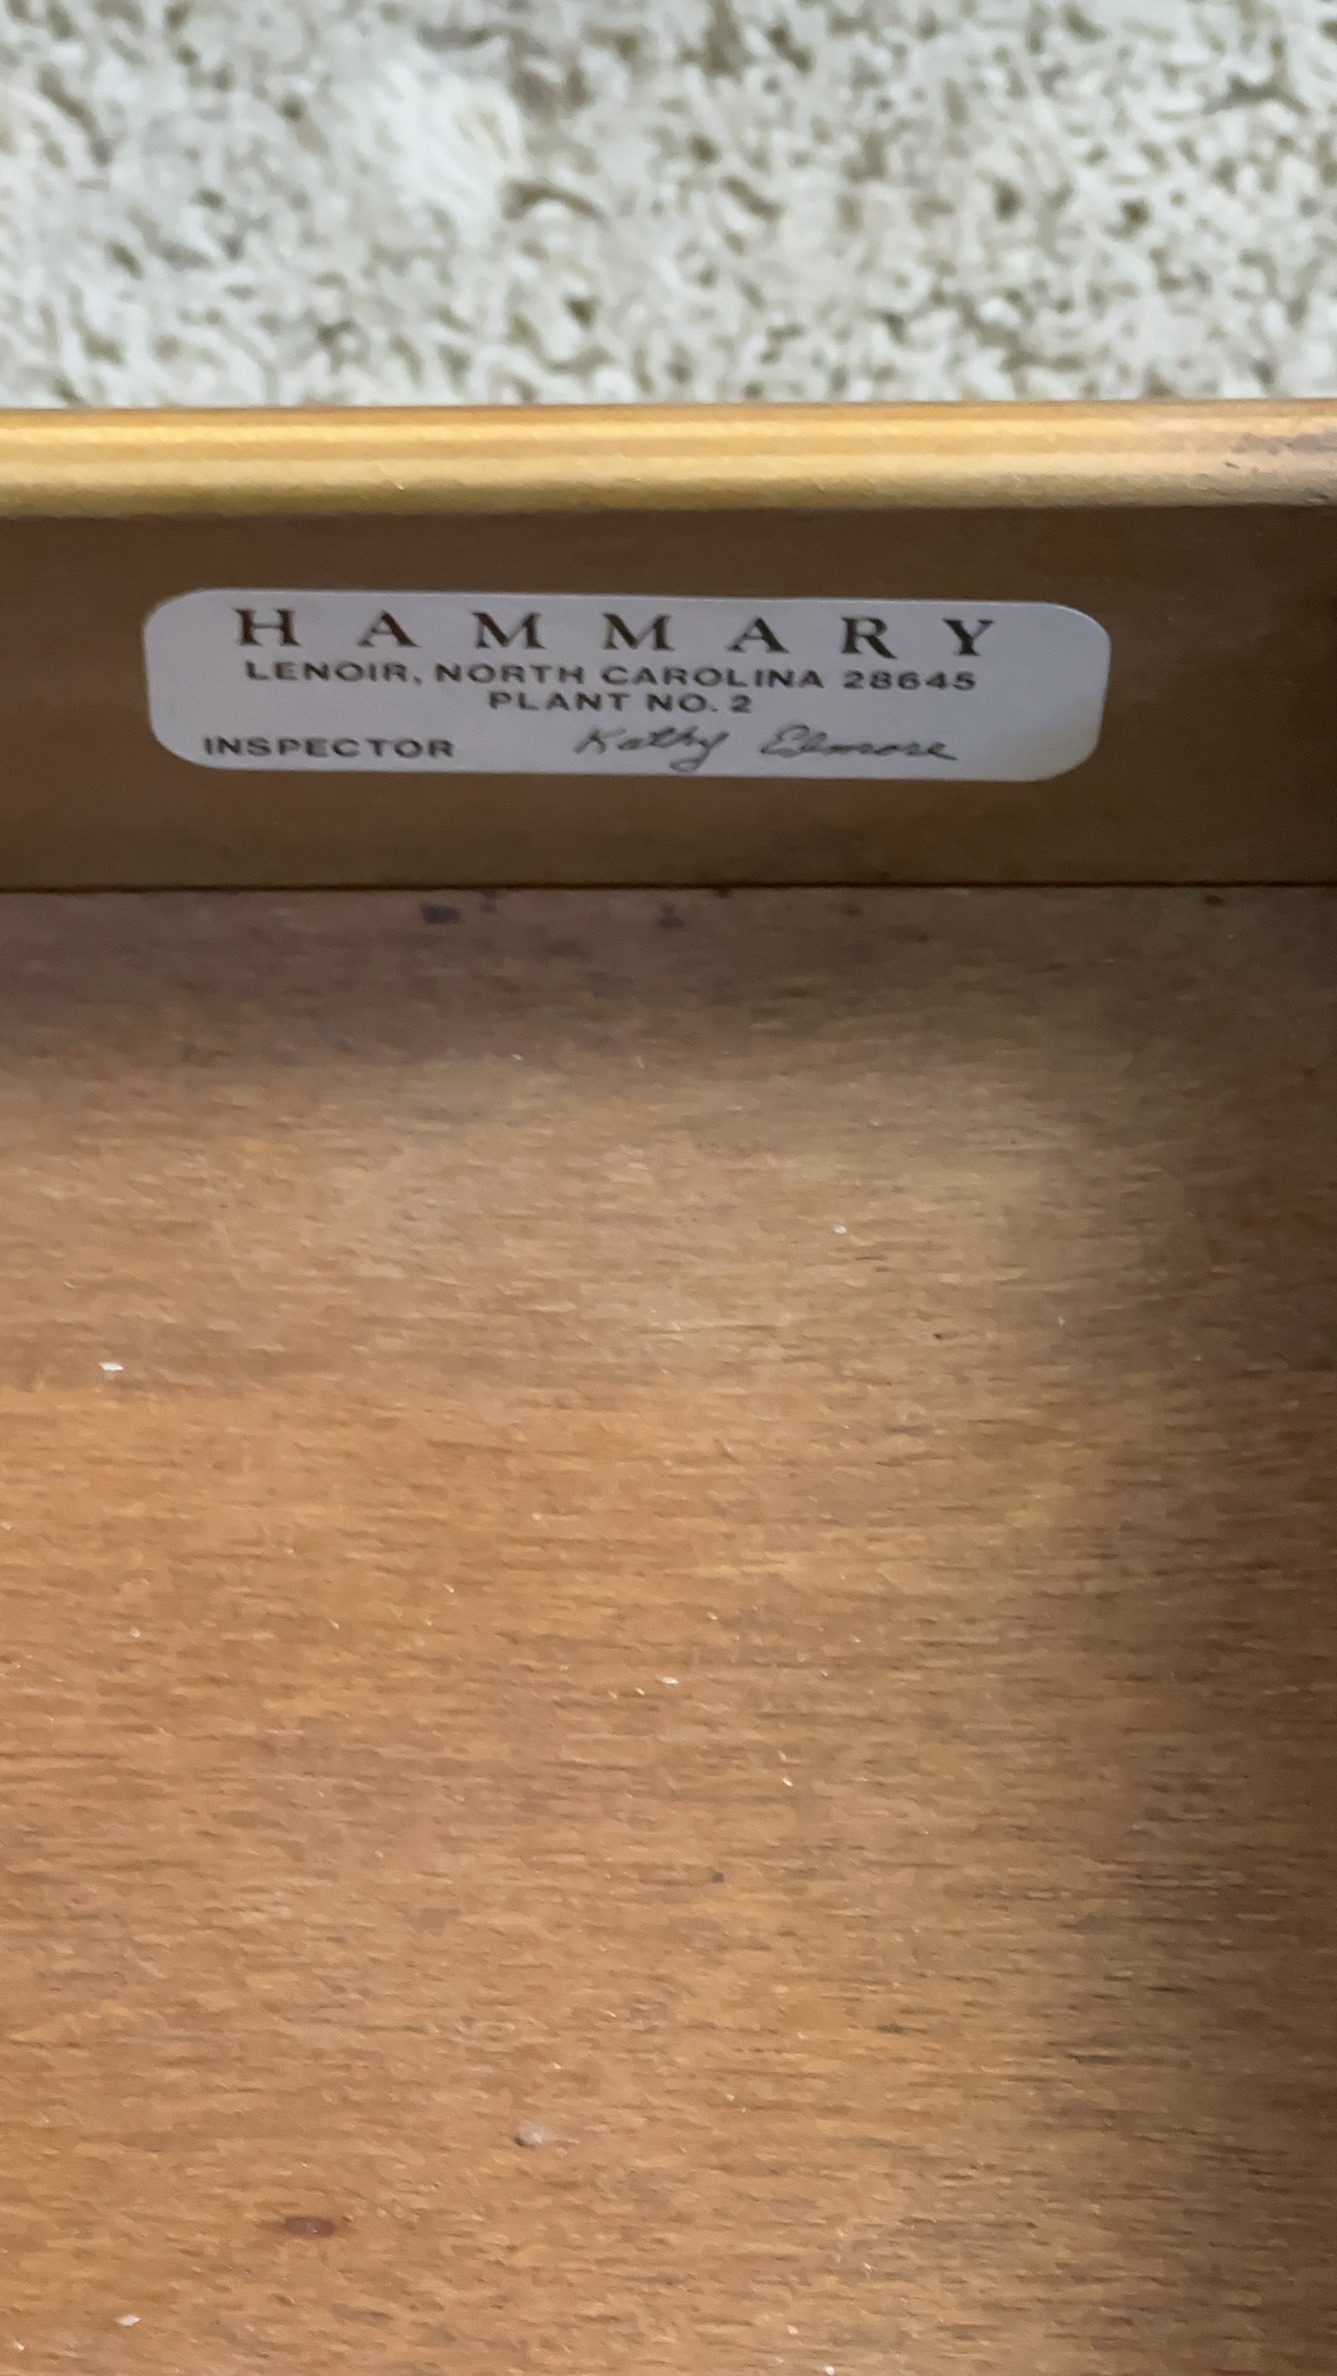 HAMMARY
LENOIR, NORTH CAROLINA 28645
PLANT NO. 2
INSPECTOR Kathy Elmore